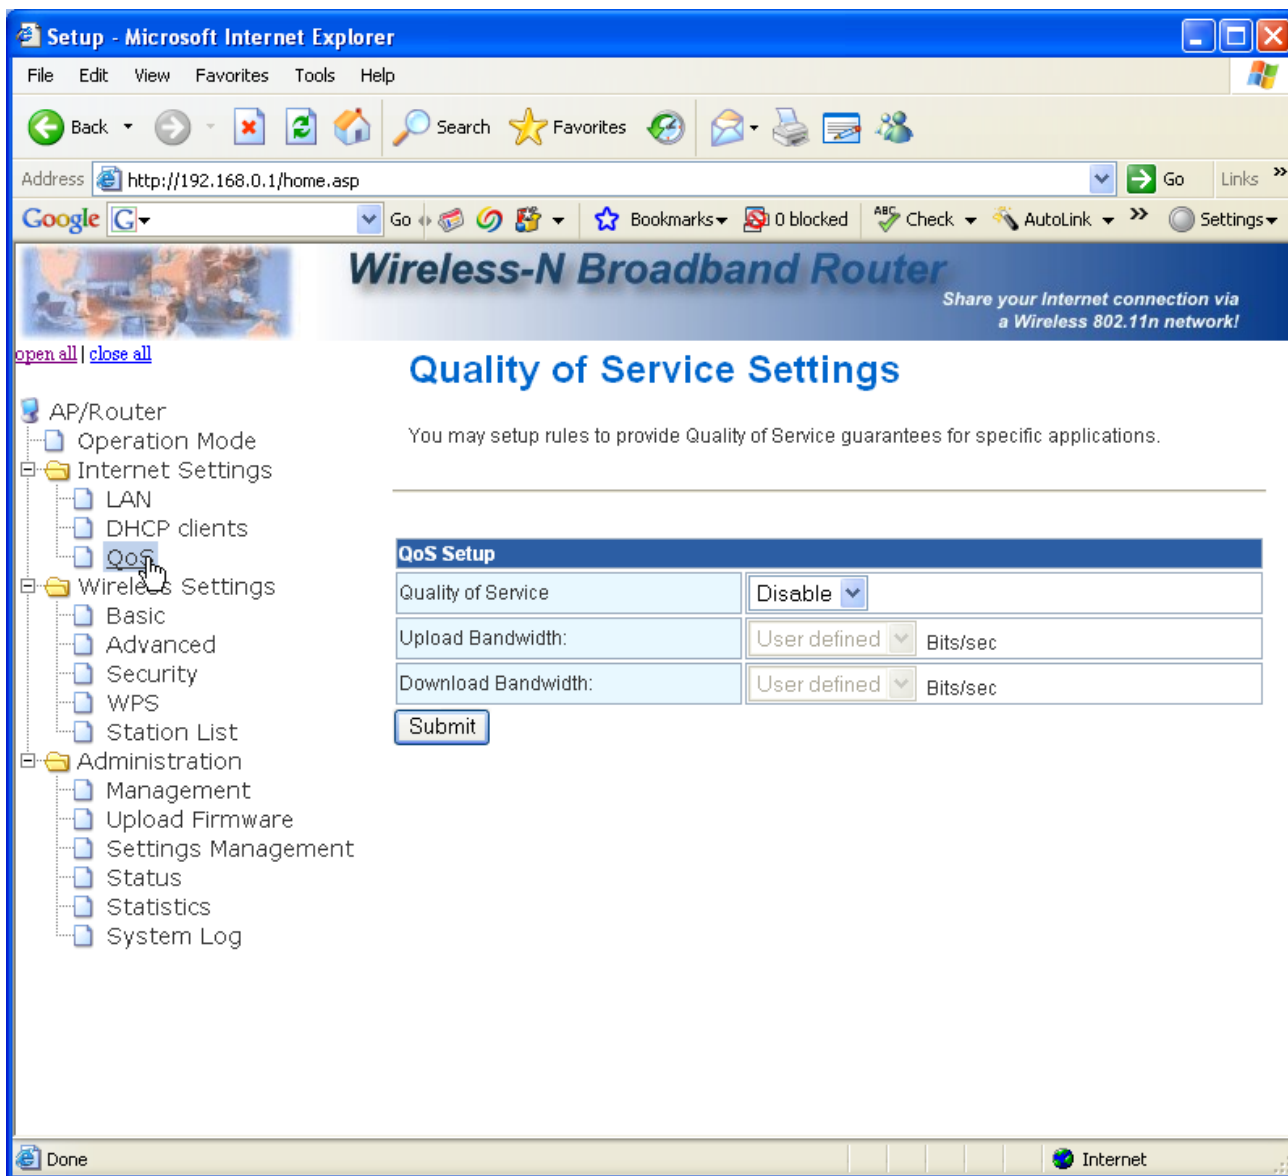 Setup - Microsoft Internet Explorer
File Edit View Favorites Tools Help
Back Search Favorites
Address http://192.168.0.1/home.asp Go Links »
Google G Go Bookmarks 0 blocked ABC Check AutoLink » Settings
Wireless-N Broadband Router
Share your Internet connection via
a Wireless 802.11n network!
open all | close all
AP/Router
Operation Mode
Internet Settings
LAN
DHCP clients
QoS
Wireless Settings
Basic
Advanced
Security
WPS
Station List
Administration
Management
Upload Firmware
Settings Management
Status
Statistics
System Log
Quality of Service Settings
You may setup rules to provide Quality of Service guarantees for specific applications.
QoS Setup
Quality of Service Disable
Upload Bandwidth: User defined Bits/sec
Download Bandwidth: User defined Bits/sec
Submit
Done Internet